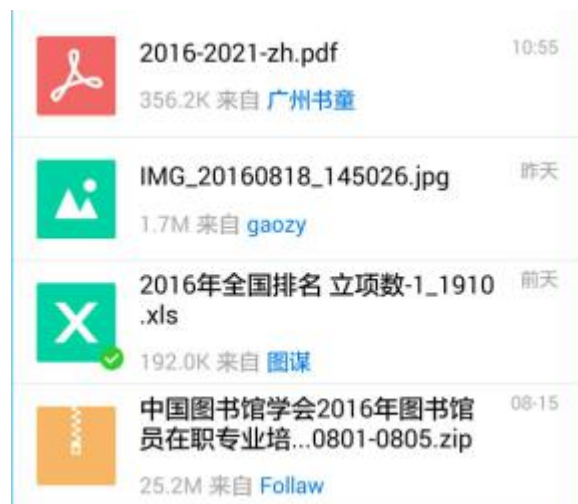 2016-2021-zh.pdf 10:55
356.2K 来自 广州书童
IMG_20160818_145026.jpg 昨天
1.7M 来自 gaozy
2016年全国排名 立项数-1_1910 前天
.xls
192.0K 来自 图谋
中国图书馆学会2016年图书馆 08-15
员在职专业培...0801-0805.zip
25.2M 来自 Follaw